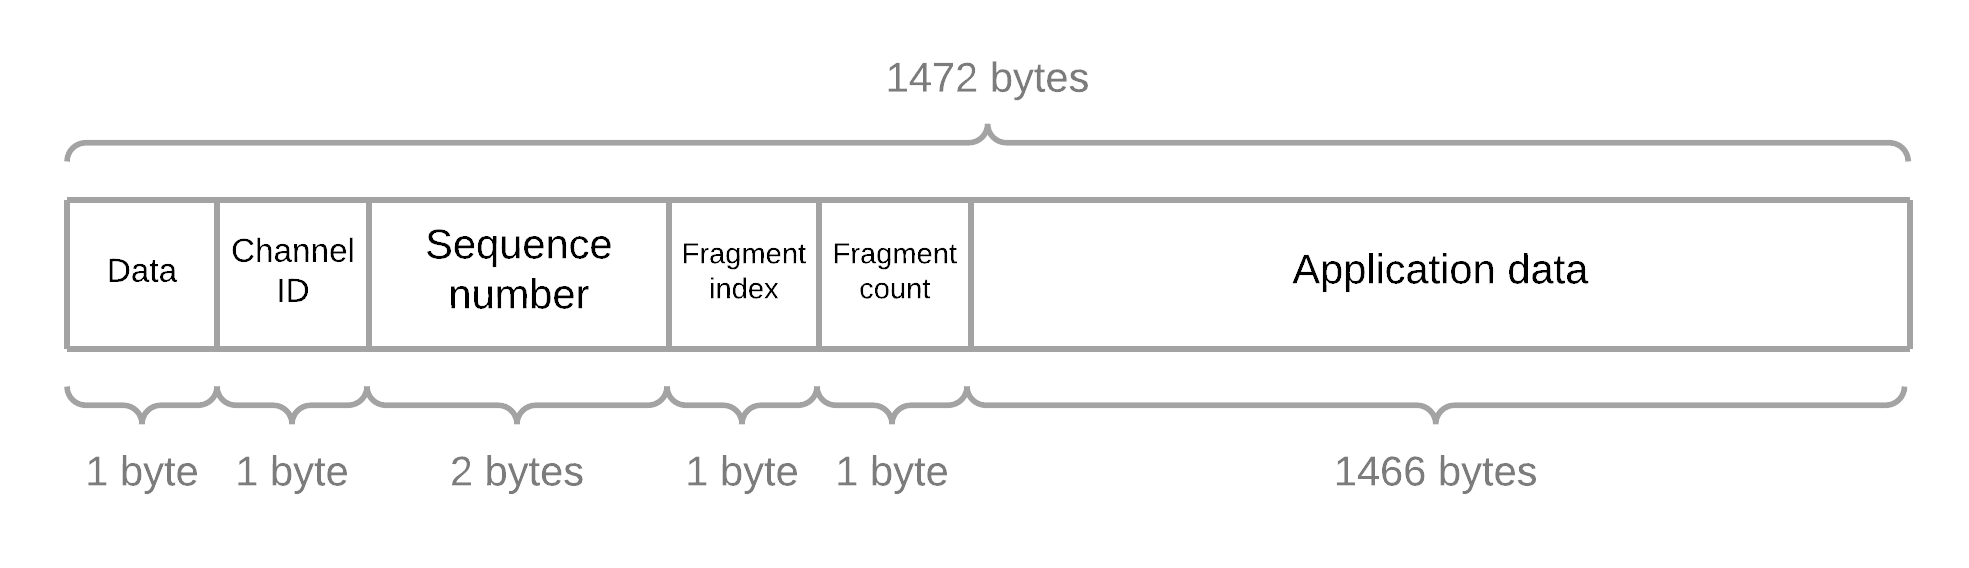 1472 bytes
Data
Channel
ID
Sequence
number
Fragment
index
Fragment
count
Application data
1 byte
1 byte
2 bytes
1 byte
1 byte
1466 bytes